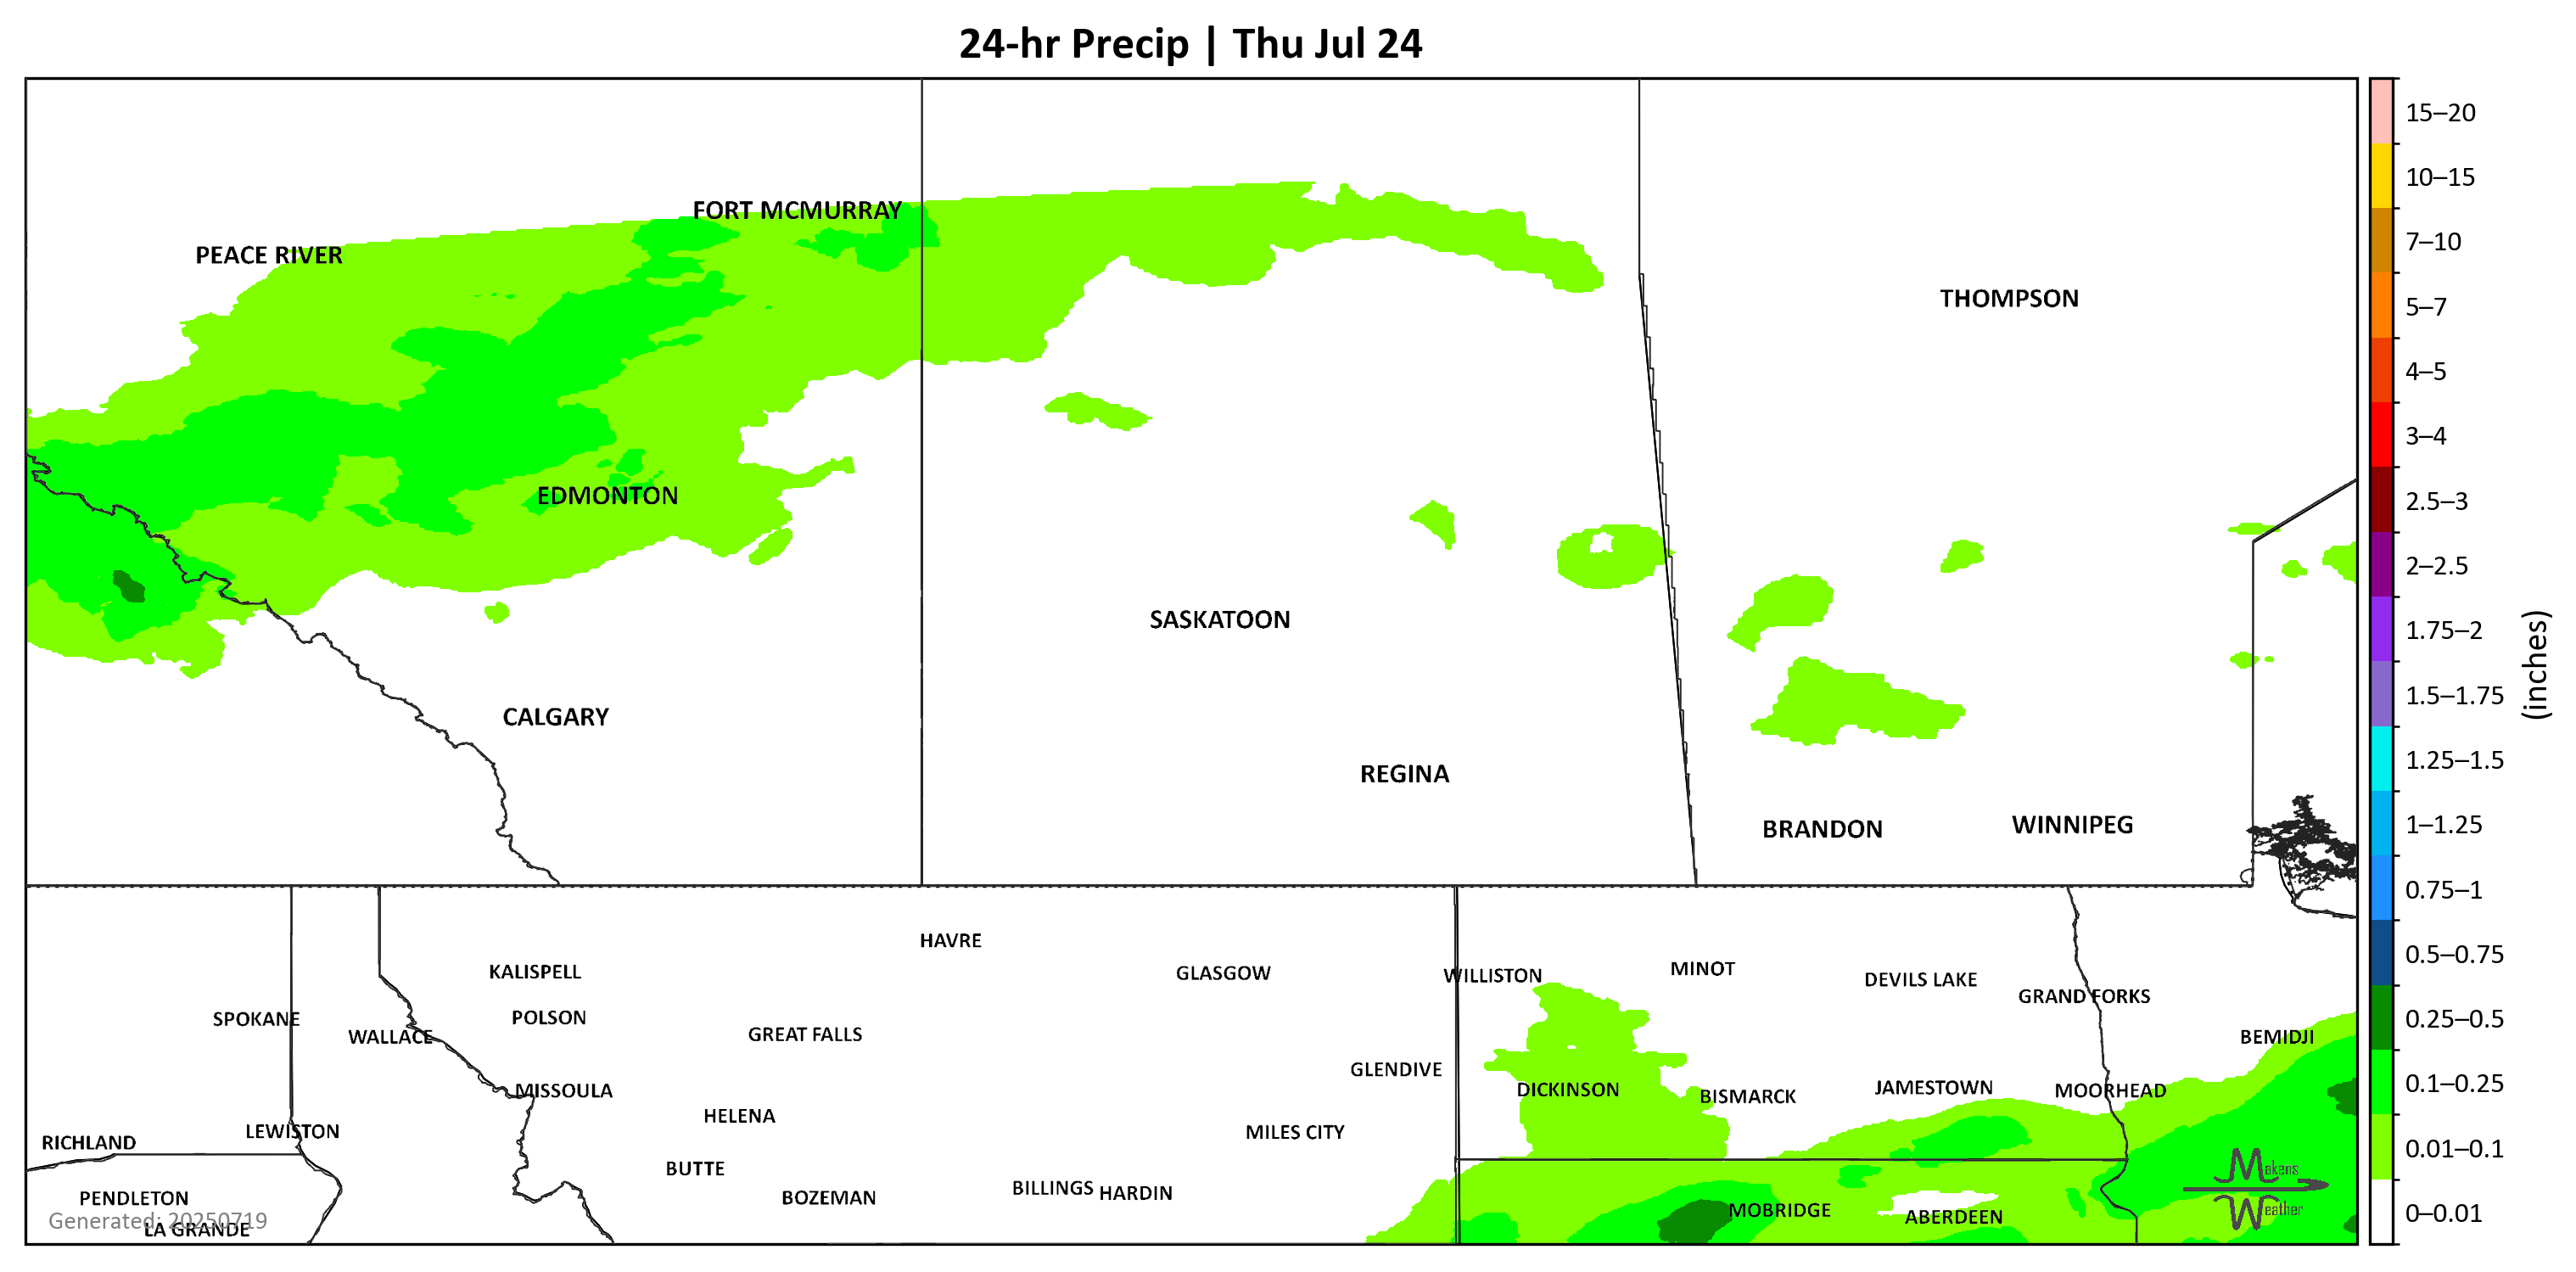 24-hr Precip | Thu Jul 24
FORT MCMURRAY
PEACE RIVER
THOMPSON
EDMONTON
SASKATOON
CALGARY
REGINA
BRANDON
WINNIPEG
HAVRE
KALISPELL
GLASGOW
WILLISTON
MINOT
DEVILS LAKE
GRAND FORKS
SPOKANE
POLSON
WALLACE
GREAT FALLS
BEMIDJI
GLENDIVE
MISSOULA
DICKINSON
BISMARCK
JAMESTOWN
MOORHEAD
HELENA
LEWISTON
MILES CITY
RICHLAND
BUTTE
PENDLETON
BOZEMAN
BILLINGS
HARDIN
MOBRIDGE
ABERDEEN
Generated: 20250719
LA GRANDE
Makens
Weather
15–20
10–15
7–10
5–7
4–5
3–4
2.5–3
2–2.5
1.75–2
1.5–1.75
1.25–1.5
1–1.25
0.75–1
0.5–0.75
0.25–0.5
0.1–0.25
0.01–0.1
0–0.01
(inches)